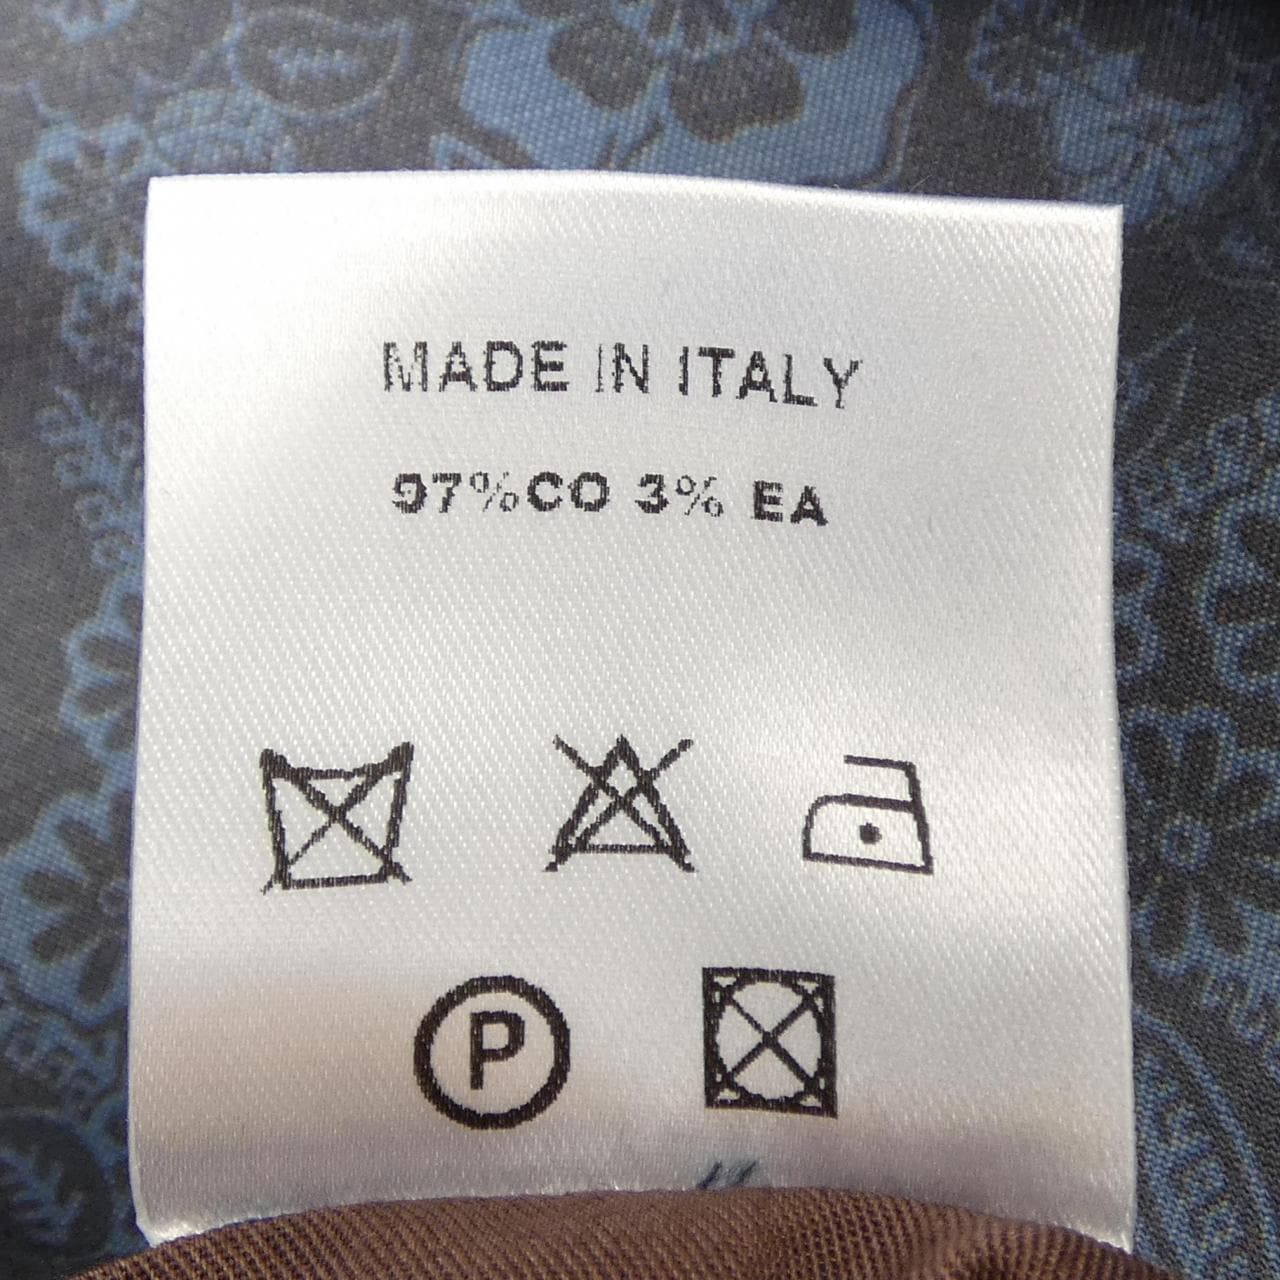 MADE IN ITALY
97%CO 3% EA
P